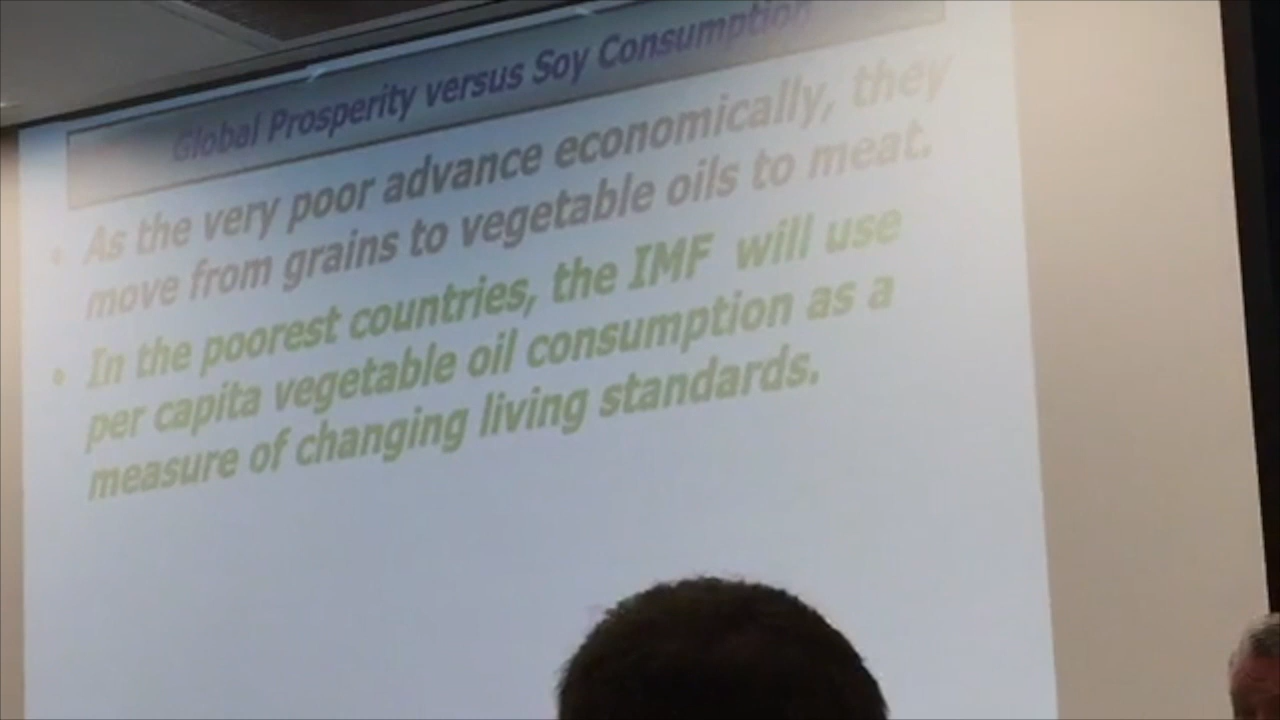 Global Prosperity versus Soy Consumption
• As the very poor advance economically, they
move from grains to vegetable oils to meat.
• In the poorest countries, the IMF will use
per capita vegetable oil consumption as a
measure of changing living standards.